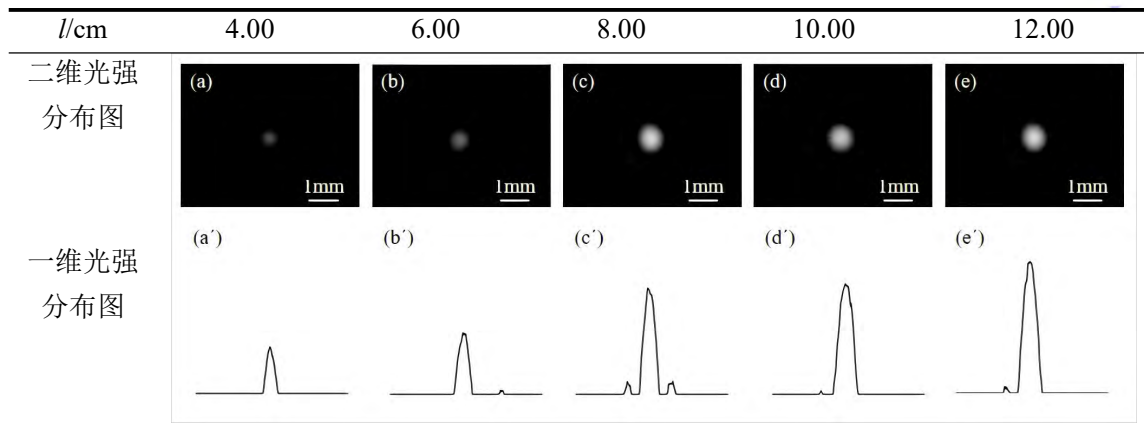 l/cm 4.00 6.00 8.00 10.00 12.00
二维光强
分布图
(a) (b) (c) (d) (e)
1mm 1mm 1mm 1mm 1mm
一维光强
分布图
(a´) (b´) (c´) (d´) (e´)